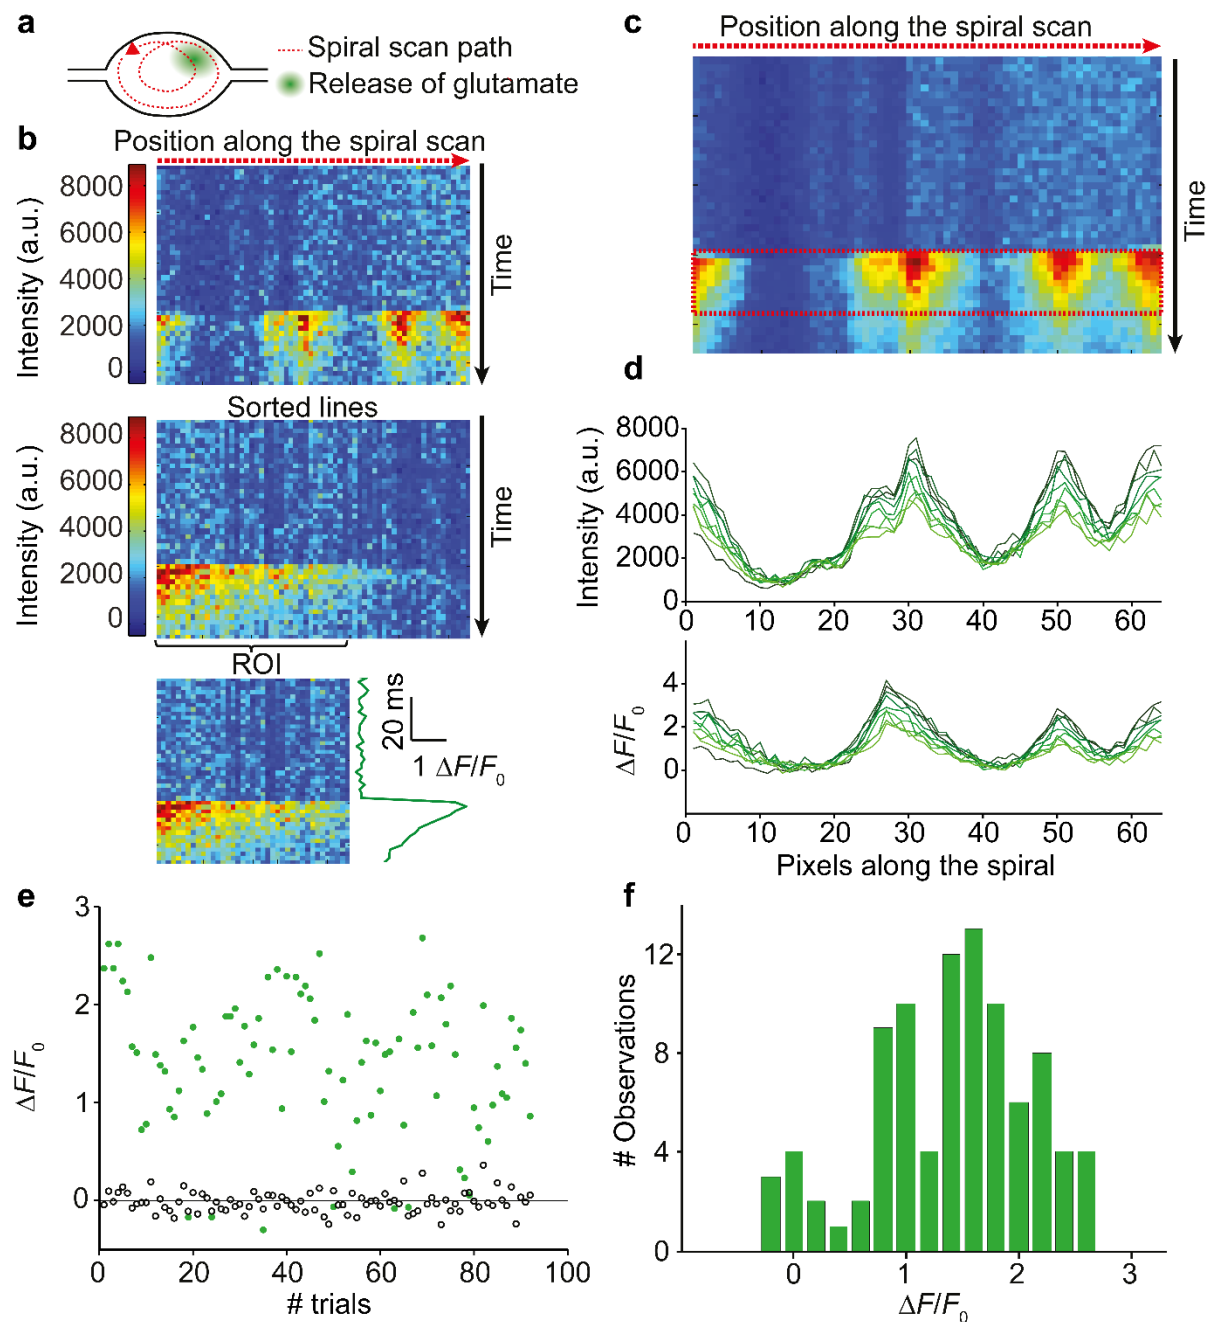 a
Spiral scan path
Release of glutamate
b
Position along the spiral scan
Intensity (a.u.)
8000
6000
4000
2000
0
Time
Sorted lines
Intensity (a.u.)
8000
6000
4000
2000
0
Time
ROI
20 ms
1 ΔF/F₀
c
Position along the spiral scan
Time
d
Intensity (a.u.)
8000
6000
4000
2000
0
0 10 20 30 40 50 60
ΔF/F₀
4
2
0
0 10 20 30 40 50 60
Pixels along the spiral
e
ΔF/F₀
3
2
1
0
0 20 40 60 80 100
# trials
f
# Observations
12
8
4
0
0 1 2 3
ΔF/F₀